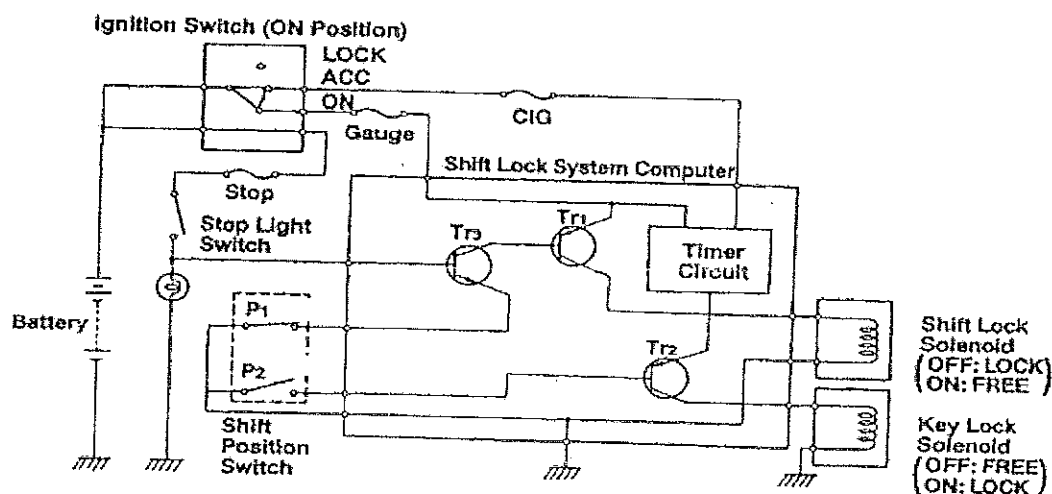 Ignition Switch (ON Position)
LOCK
ACC
ON
Gauge
CIG
Stop
Shift Lock System Computer
Stop Light
Switch
Tr3
Tr1
Timer
Circuit
Battery
P1
P2
Tr2
Shift
Position
Switch
Shift Lock
Solenoid
(OFF: LOCK
ON: FREE)
Key Lock
Solenoid
(OFF: FREE
ON: LOCK)